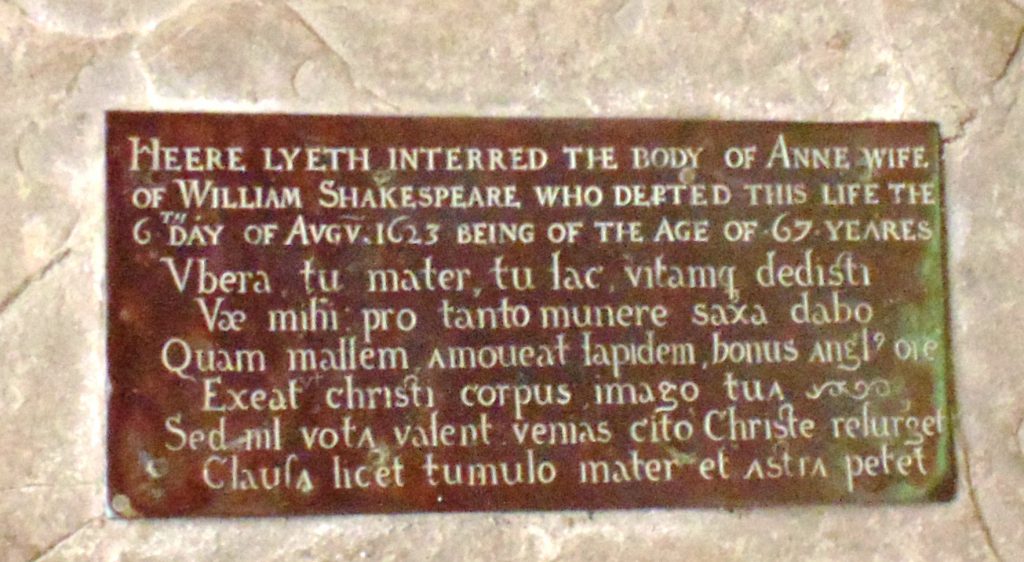 HEERE LYETH INTERRED THE BODY OF ANNE WIFE
OF WILLIAM SHAKESPEARE WHO DEPTED THIS LIFE THE
6TH DAY OF AVGV. 1623 BEING OF THE AGE OF 67 YEARES
Vbera, tu mater, tu lac, vitamq dedisti
Væ mihi: pro tanto munere saxa dabo
Quam mallem, amoueat lapidem, bonus angl⁹ ore
Exeat christi corpus, imago tua
Sed nil vota valent venias cito Christe resurget
Clausa licet tumulo mater et astra petet